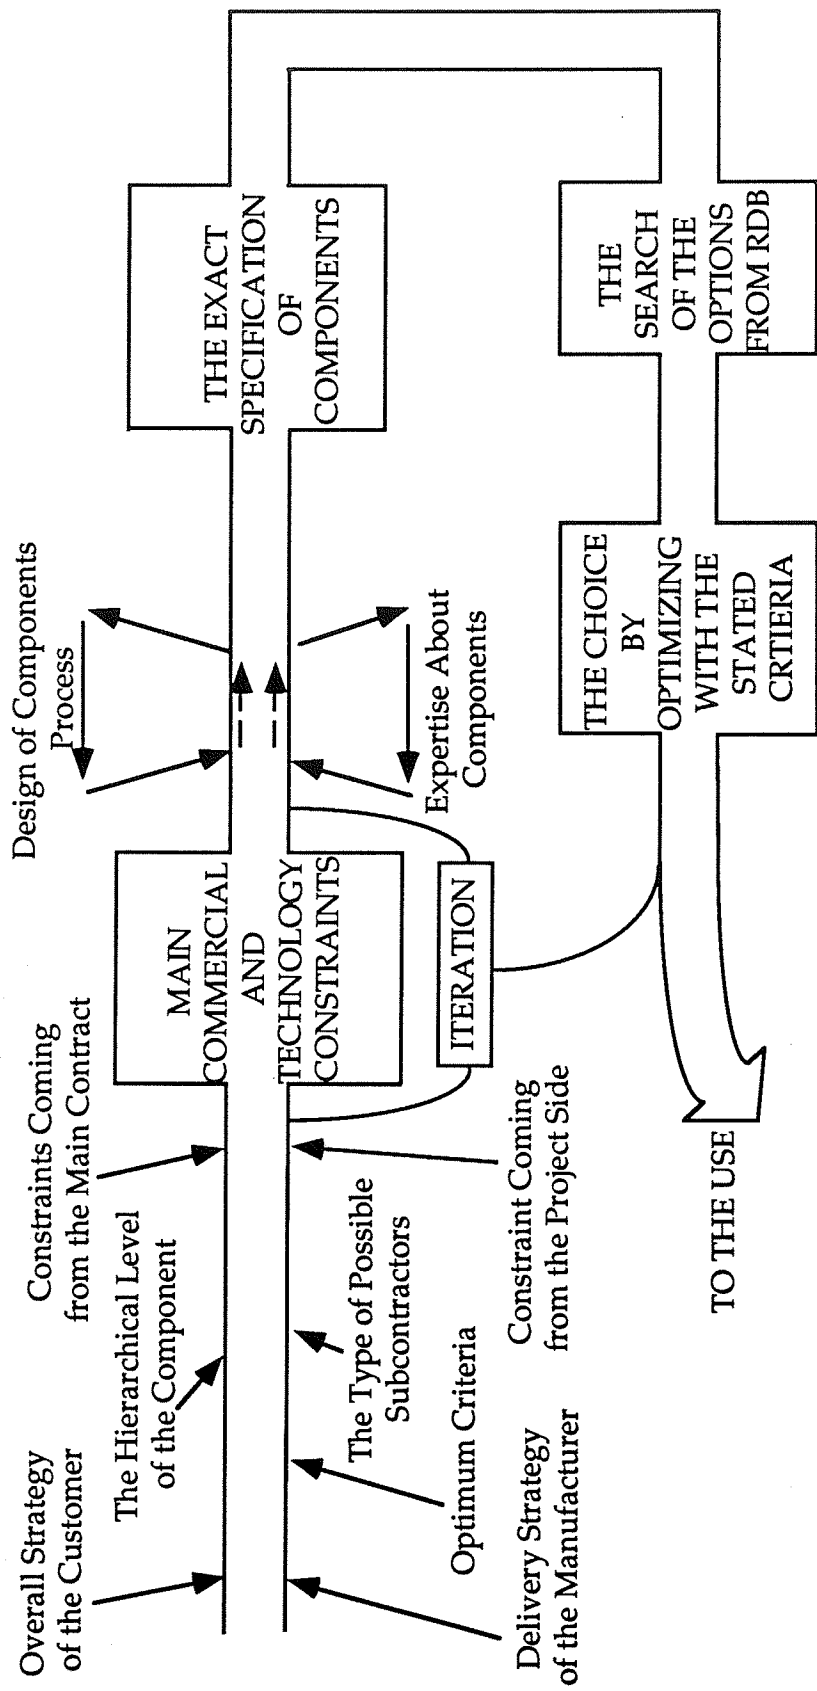 Overall Strategy
of the Customer
The Hierarchical Level
of the Component
Constraints Coming
from the Main Contract
Design of Components
Process
MAIN
COMMERCIAL
AND
TECHNOLOGY
CONSTRAINTS
THE EXACT
SPECIFICATION
OF
COMPONENTS
Delivery Strategy
of the Manufacturer
Optimum Criteria
The Type of Possible
Subcontractors
Constraint Coming
from the Project Side
ITERATION
Expertise About
Components
THE CHOICE
BY
OPTIMIZING
WITH THE
STATED
CRTIERIA
THE
SEARCH
OF THE
OPTIONS
FROM RDB
TO THE USE